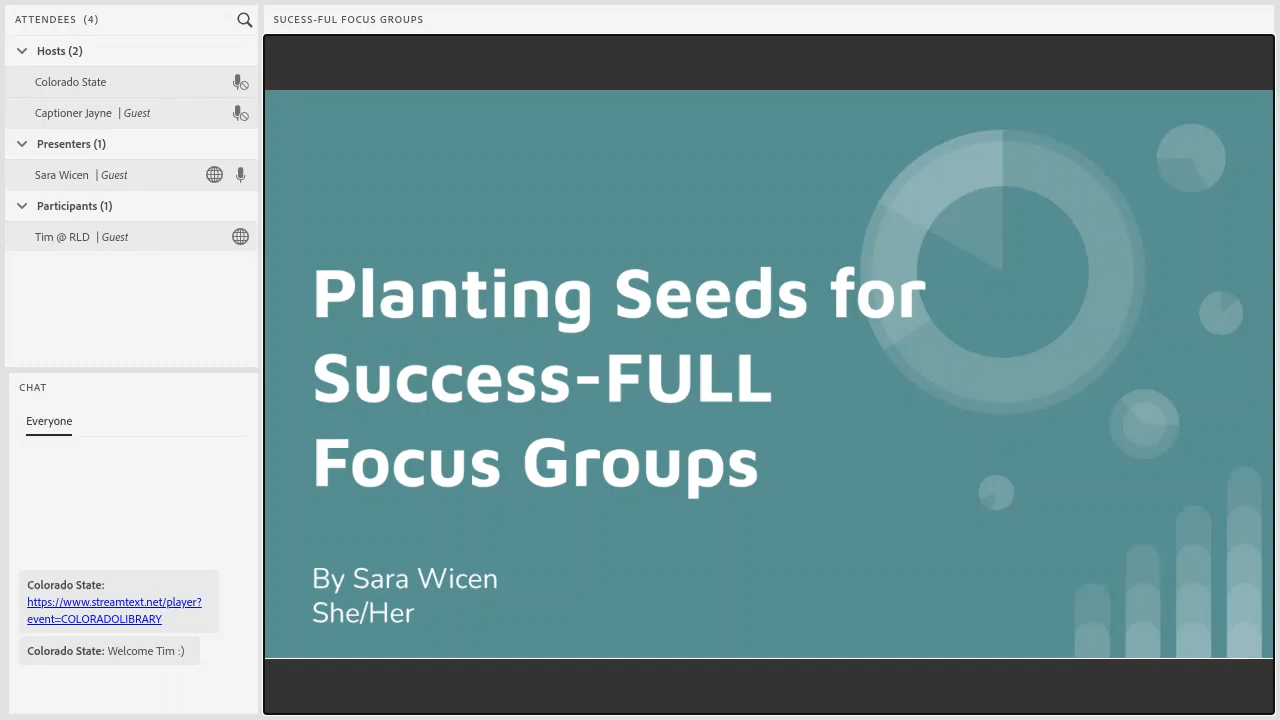 ATTENDEES (4)
Hosts (2)
Colorado State
Captioner Jayne | Guest
Presenters (1)
Sara Wicen | Guest
Participants (1)
Tim @ RLD | Guest
CHAT
Everyone
Colorado State:
https://www.streamtext.net/player?
event=COLORADOLIBRARY
Colorado State: Welcome Tim :)
SUCESS-FUL FOCUS GROUPS
Planting Seeds for
Success-FULL
Focus Groups
By Sara Wicen
She/Her